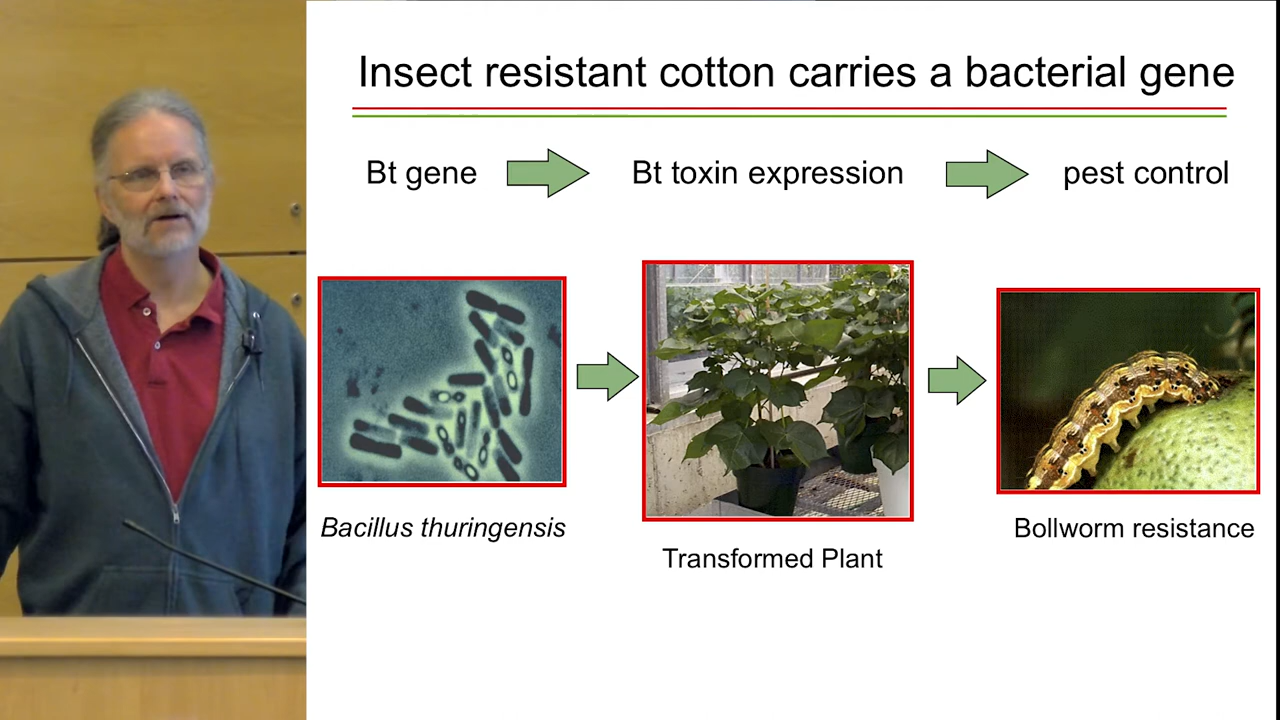 Insect resistant cotton carries a bacterial gene
Bt gene
Bt toxin expression
pest control
Bacillus thuringensis
Transformed Plant
Bollworm resistance